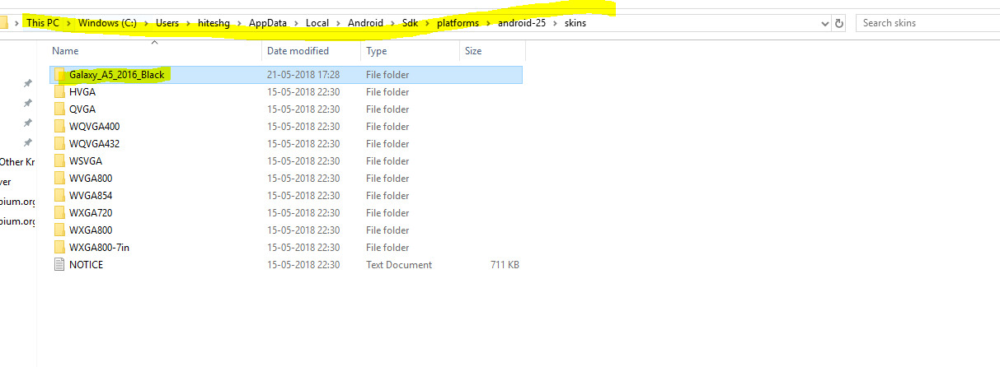 This PC > Windows (C:) > Users > hiteshg > AppData > Local > Android > Sdk > platforms > android-25 > skins Search skins
Name Date modified Type Size
Galaxy_A5_2016_Black 21-05-2018 17:28 File folder
HVGA 15-05-2018 22:30 File folder
QVGA 15-05-2018 22:30 File folder
WQVGA400 15-05-2018 22:30 File folder
WQVGA432 15-05-2018 22:30 File folder
Other Kr WSVGA 15-05-2018 22:30 File folder
ver WVGA800 15-05-2018 22:30 File folder
bium.org WVGA854 15-05-2018 22:30 File folder
bium.org WXGA720 15-05-2018 22:30 File folder
WXGA800 15-05-2018 22:30 File folder
WXGA800-7in 15-05-2018 22:30 File folder
NOTICE 15-05-2018 22:30 Text Document 711 KB